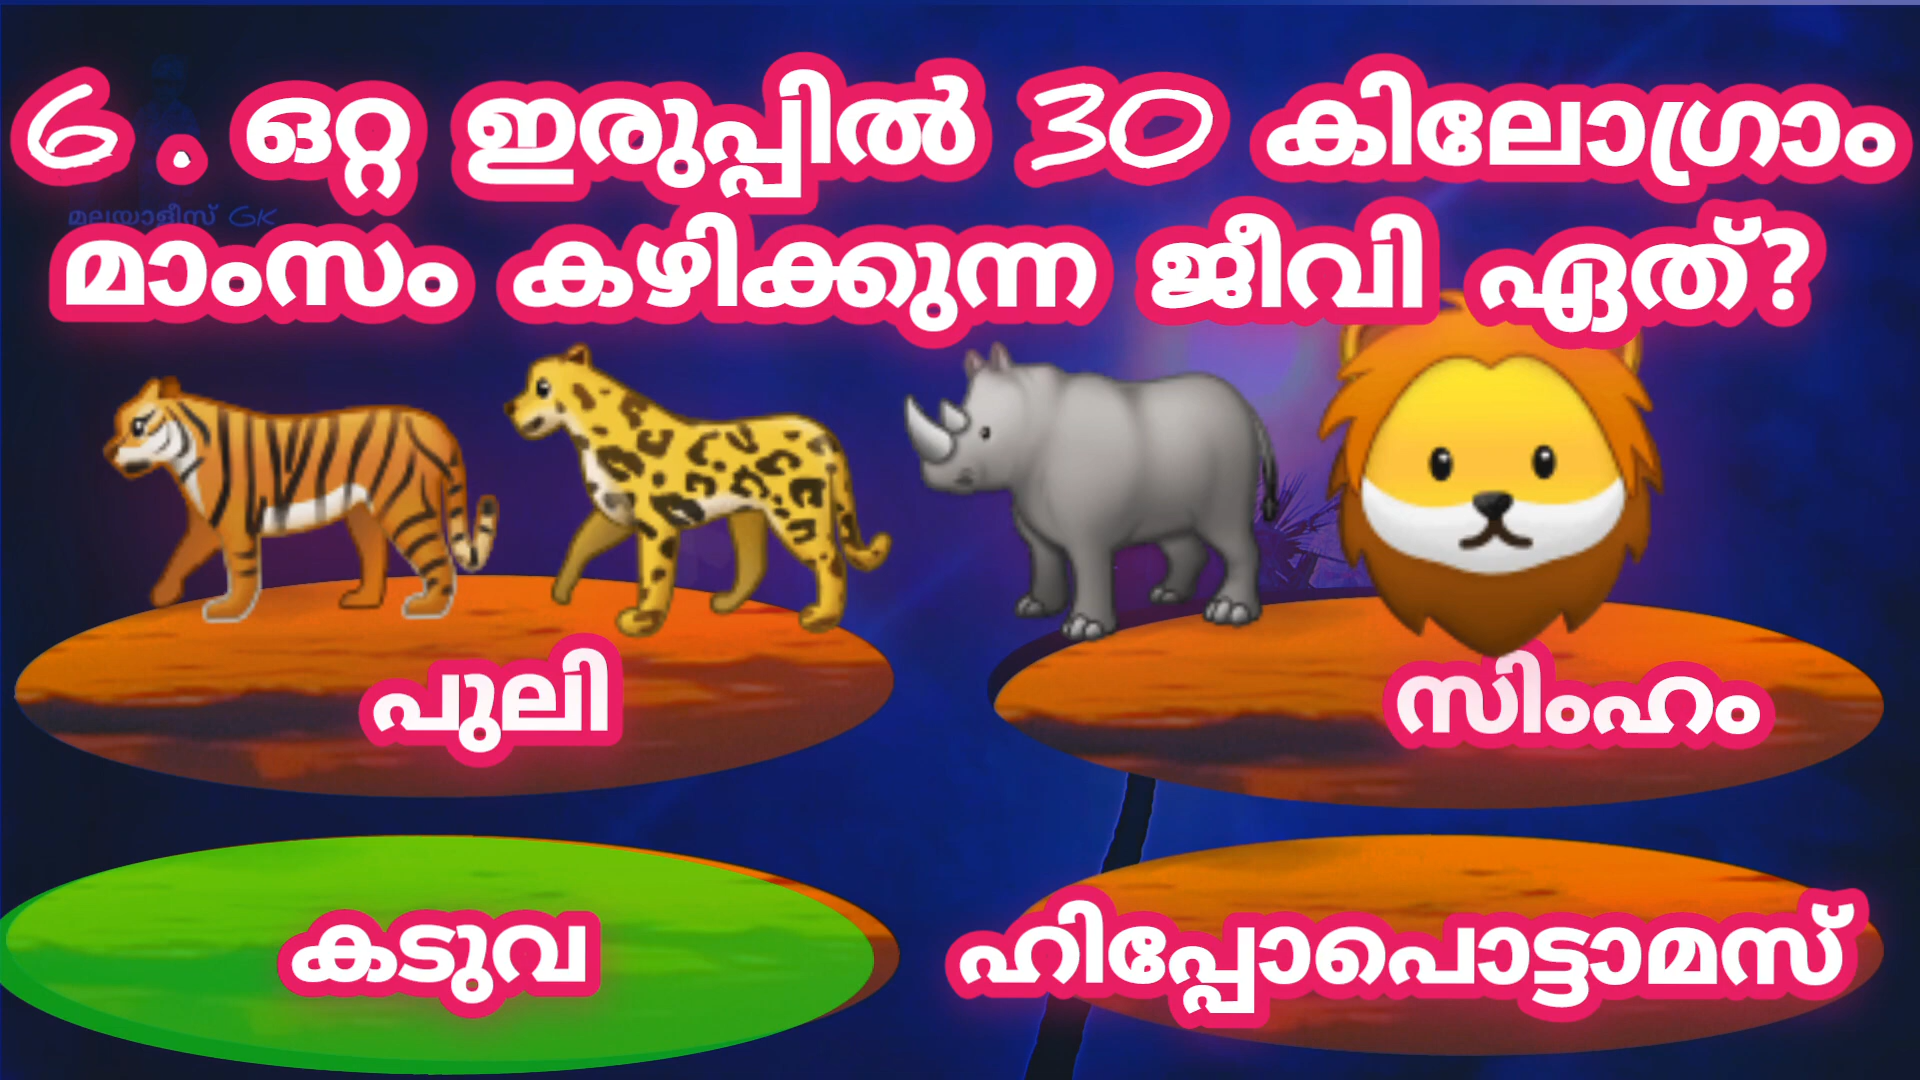 6. ഒറ്റ ഇരുപ്പിൽ 30 കിലോഗ്രാം
മലയാളീസ് GK
മാംസം കഴിക്കുന്ന ജീവി ഏത്?
പുലി
സിംഹം
കടുവ
ഹിപ്പോപൊട്ടാമസ്